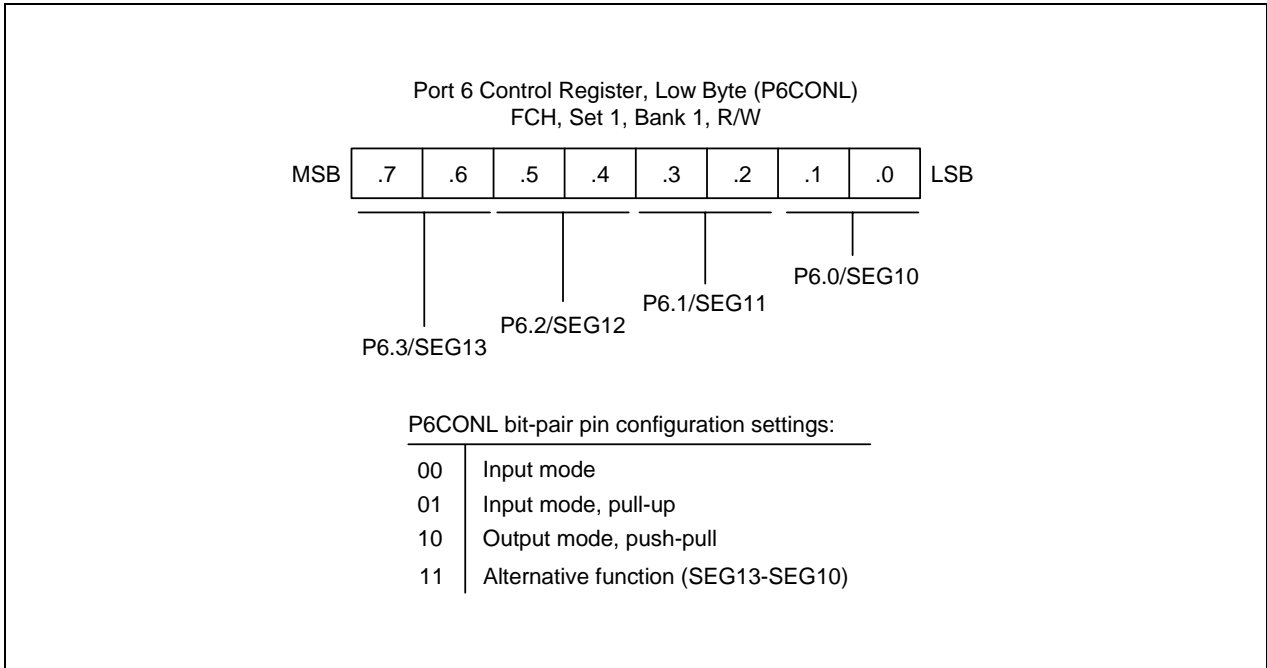 Port 6 Control Register, Low Byte (P6CONL)
FCH, Set 1, Bank 1, R/W
MSB .7 .6 .5 .4 .3 .2 .1 .0 LSB
P6.0/SEG10
P6.1/SEG11
P6.2/SEG12
P6.3/SEG13
P6CONL bit-pair pin configuration settings:
00 Input mode
01 Input mode, pull-up
10 Output mode, push-pull
11 Alternative function (SEG13-SEG10)